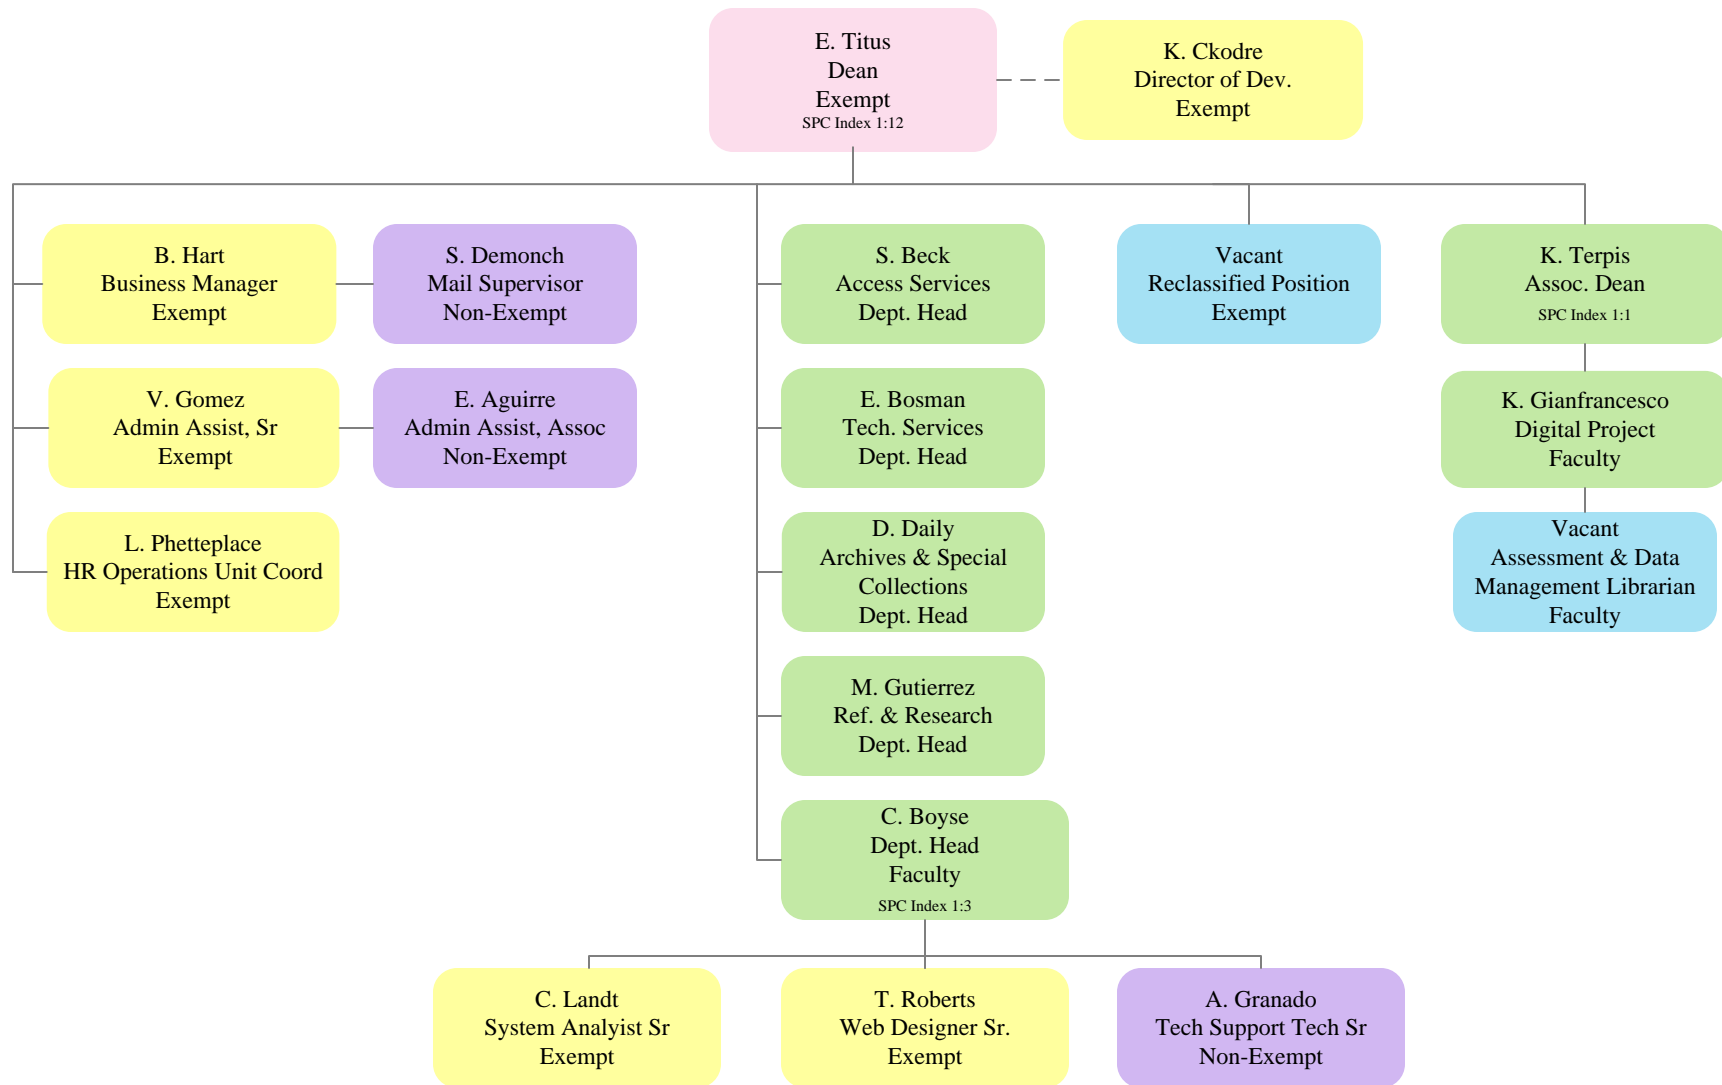 E. Titus
Dean
Exempt
SPC Index 1:12
K. Ckodre
Director of Dev.
Exempt
B. Hart
Business Manager
Exempt
S. Demonch
Mail Supervisor
Non-Exempt
S. Beck
Access Services
Dept. Head
Vacant
Reclassified Position
Exempt
K. Terpis
Assoc. Dean
SPC Index 1:1
V. Gomez
Admin Assist, Sr
Exempt
E. Aguirre
Admin Assist, Assoc
Non-Exempt
E. Bosman
Tech. Services
Dept. Head
K. Gianfrancesco
Digital Project
Faculty
L. Phetteplace
HR Operations Unit Coord
Exempt
D. Daily
Archives & Special
Collections
Dept. Head
Vacant
Assessment & Data
Management Librarian
Faculty
M. Gutierrez
Ref. & Research
Dept. Head
C. Boyse
Dept. Head
Faculty
SPC Index 1:3
C. Landt
System Analyist Sr
Exempt
T. Roberts
Web Designer Sr.
Exempt
A. Granado
Tech Support Tech Sr
Non-Exempt